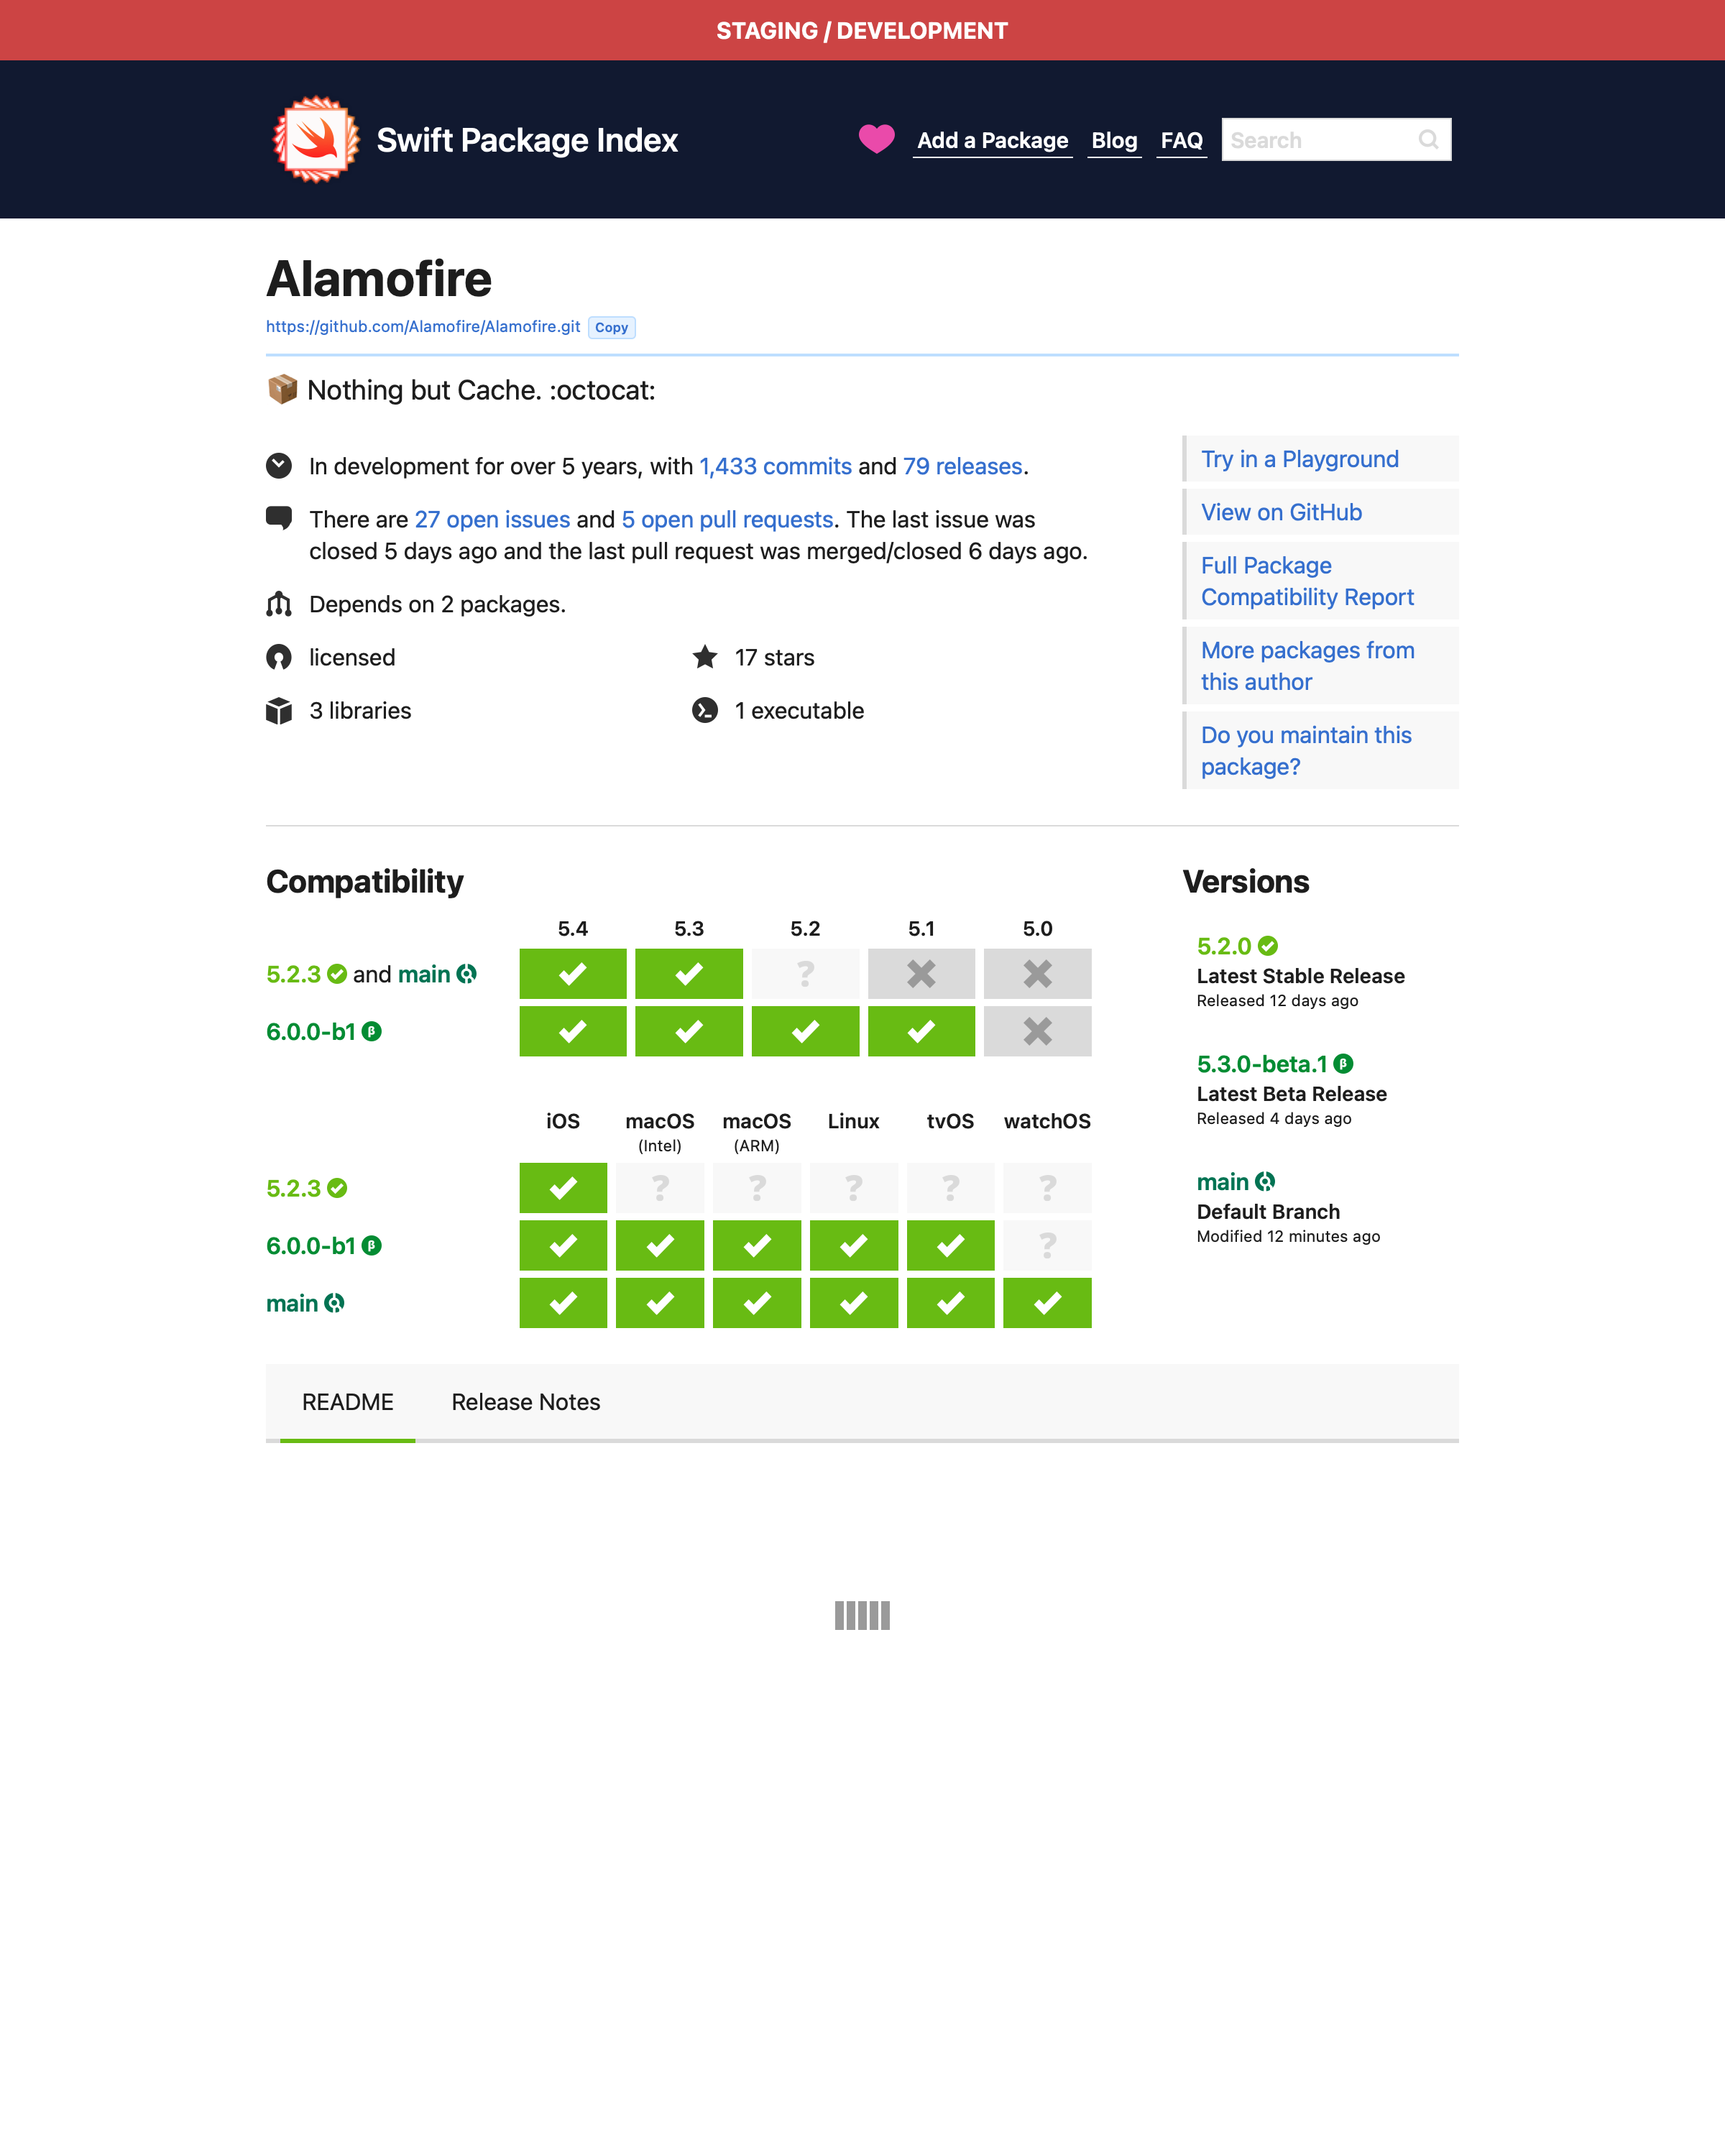 STAGING / DEVELOPMENT
Swift Package Index
Add a Package
Blog
FAQ
Search
Alamofire
https://github.com/Alamofire/Alamofire.git Copy
📦 Nothing but Cache. :octocat:
In development for over 5 years, with 1,433 commits and 79 releases.
There are 27 open issues and 5 open pull requests. The last issue was
closed 5 days ago and the last pull request was merged/closed 6 days ago.
Depends on 2 packages.
licensed
17 stars
3 libraries
1 executable
Try in a Playground
View on GitHub
Full Package
Compatibility Report
More packages from
this author
Do you maintain this
package?
Compatibility
5.4 5.3 5.2 5.1 5.0
5.2.3 and main ?
6.0.0-b1 β
iOS macOS macOS Linux tvOS watchOS
(Intel) (ARM)
5.2.3 ? ? ? ? ?
6.0.0-b1 β ?
main
Versions
5.2.0
Latest Stable Release
Released 12 days ago
5.3.0-beta.1 β
Latest Beta Release
Released 4 days ago
main
Default Branch
Modified 12 minutes ago
README
Release Notes